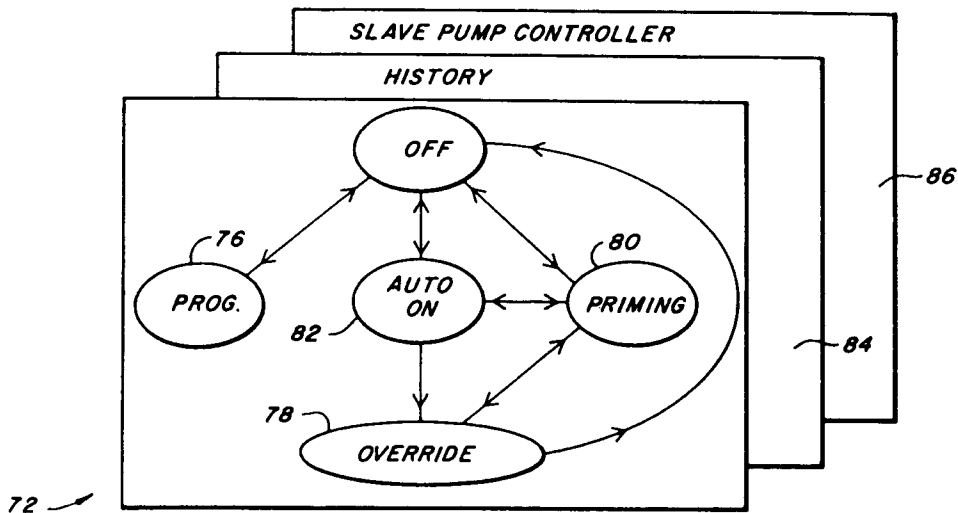 SLAVE PUMP CONTROLLER
HISTORY
OFF
86
76
80
PROG.
AUTO
ON
PRIMING
82
84
78
OVERRIDE
72